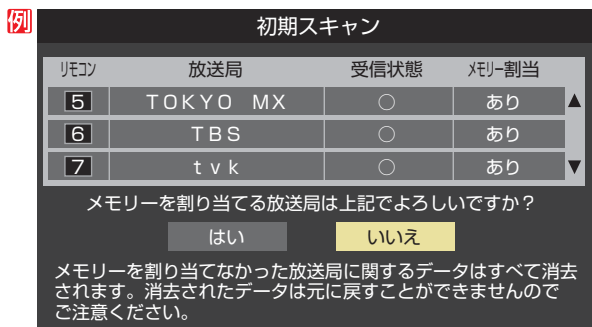 例
初期スキャン
リモコン 放送局 受信状態 メモリー割当
5 TOKYO MX ○ あり ▲
6 TBS ○ あり
7 tvk ○ あり ▼
メモリーを割り当てる放送局は上記でよろしいですか？
はい いいえ
メモリーを割り当てなかった放送局に関するデータはすべて消去
されます。消去されたデータは元に戻すことができませんので
ご注意ください。